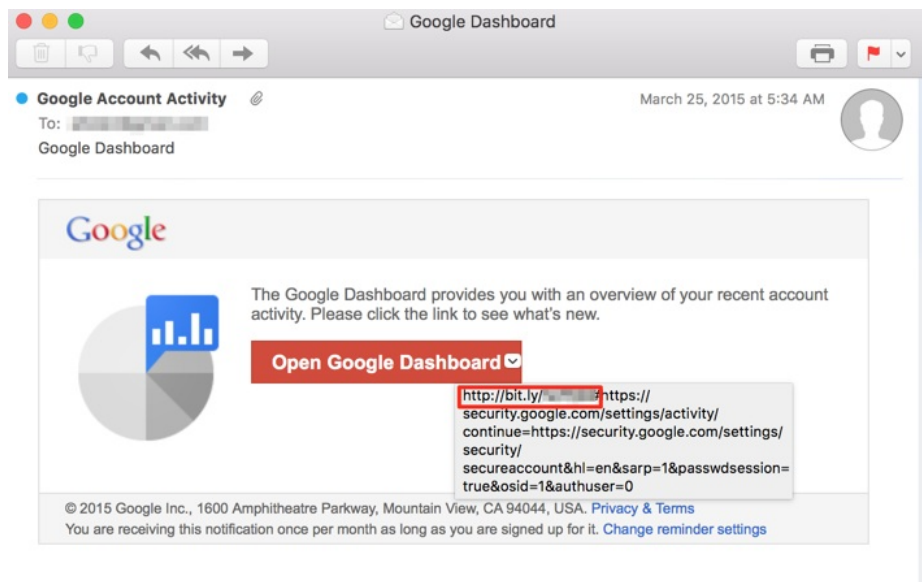 Google Dashboard
Google Account Activity
March 25, 2015 at 5:34 AM
To:
Google Dashboard
Google
The Google Dashboard provides you with an overview of your recent account
activity. Please click the link to see what's new.
Open Google Dashboard
http://bit.ly/ #https://
security.google.com/settings/activity/
continue=https://security.google.com/settings/
security/
secureaccount&hl=en&sarp=1&passwdsession=
true&osid=1&authuser=0
© 2015 Google Inc., 1600 Amphitheatre Parkway, Mountain View, CA 94044, USA. Privacy & Terms
You are receiving this notification once per month as long as you are signed up for it. Change reminder settings